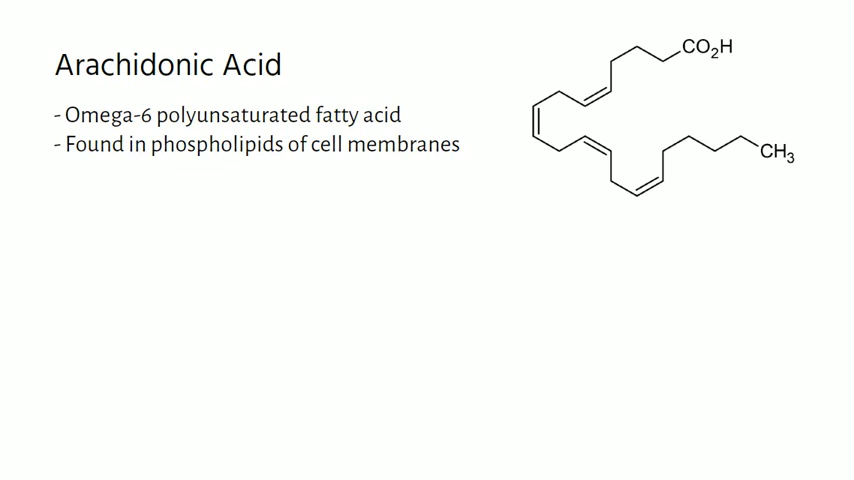 Arachidonic Acid
- Omega-6 polyunsaturated fatty acid
- Found in phospholipids of cell membranes
CO₂H
CH₃